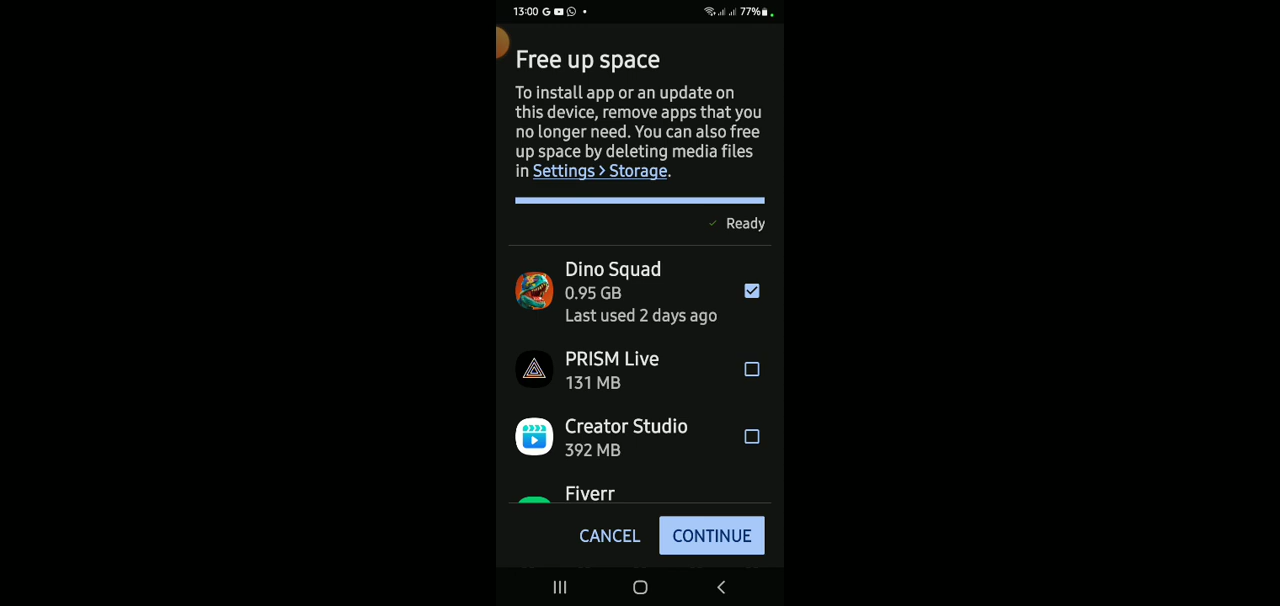 13:00 G 77%
Free up space
To install app or an update on
this device, remove apps that you
no longer need. You can also free
up space by deleting media files
in Settings > Storage.
✓ Ready
Dino Squad
0.95 GB
Last used 2 days ago
PRISM Live
131 MB
Creator Studio
392 MB
Fiverr
CANCEL CONTINUE